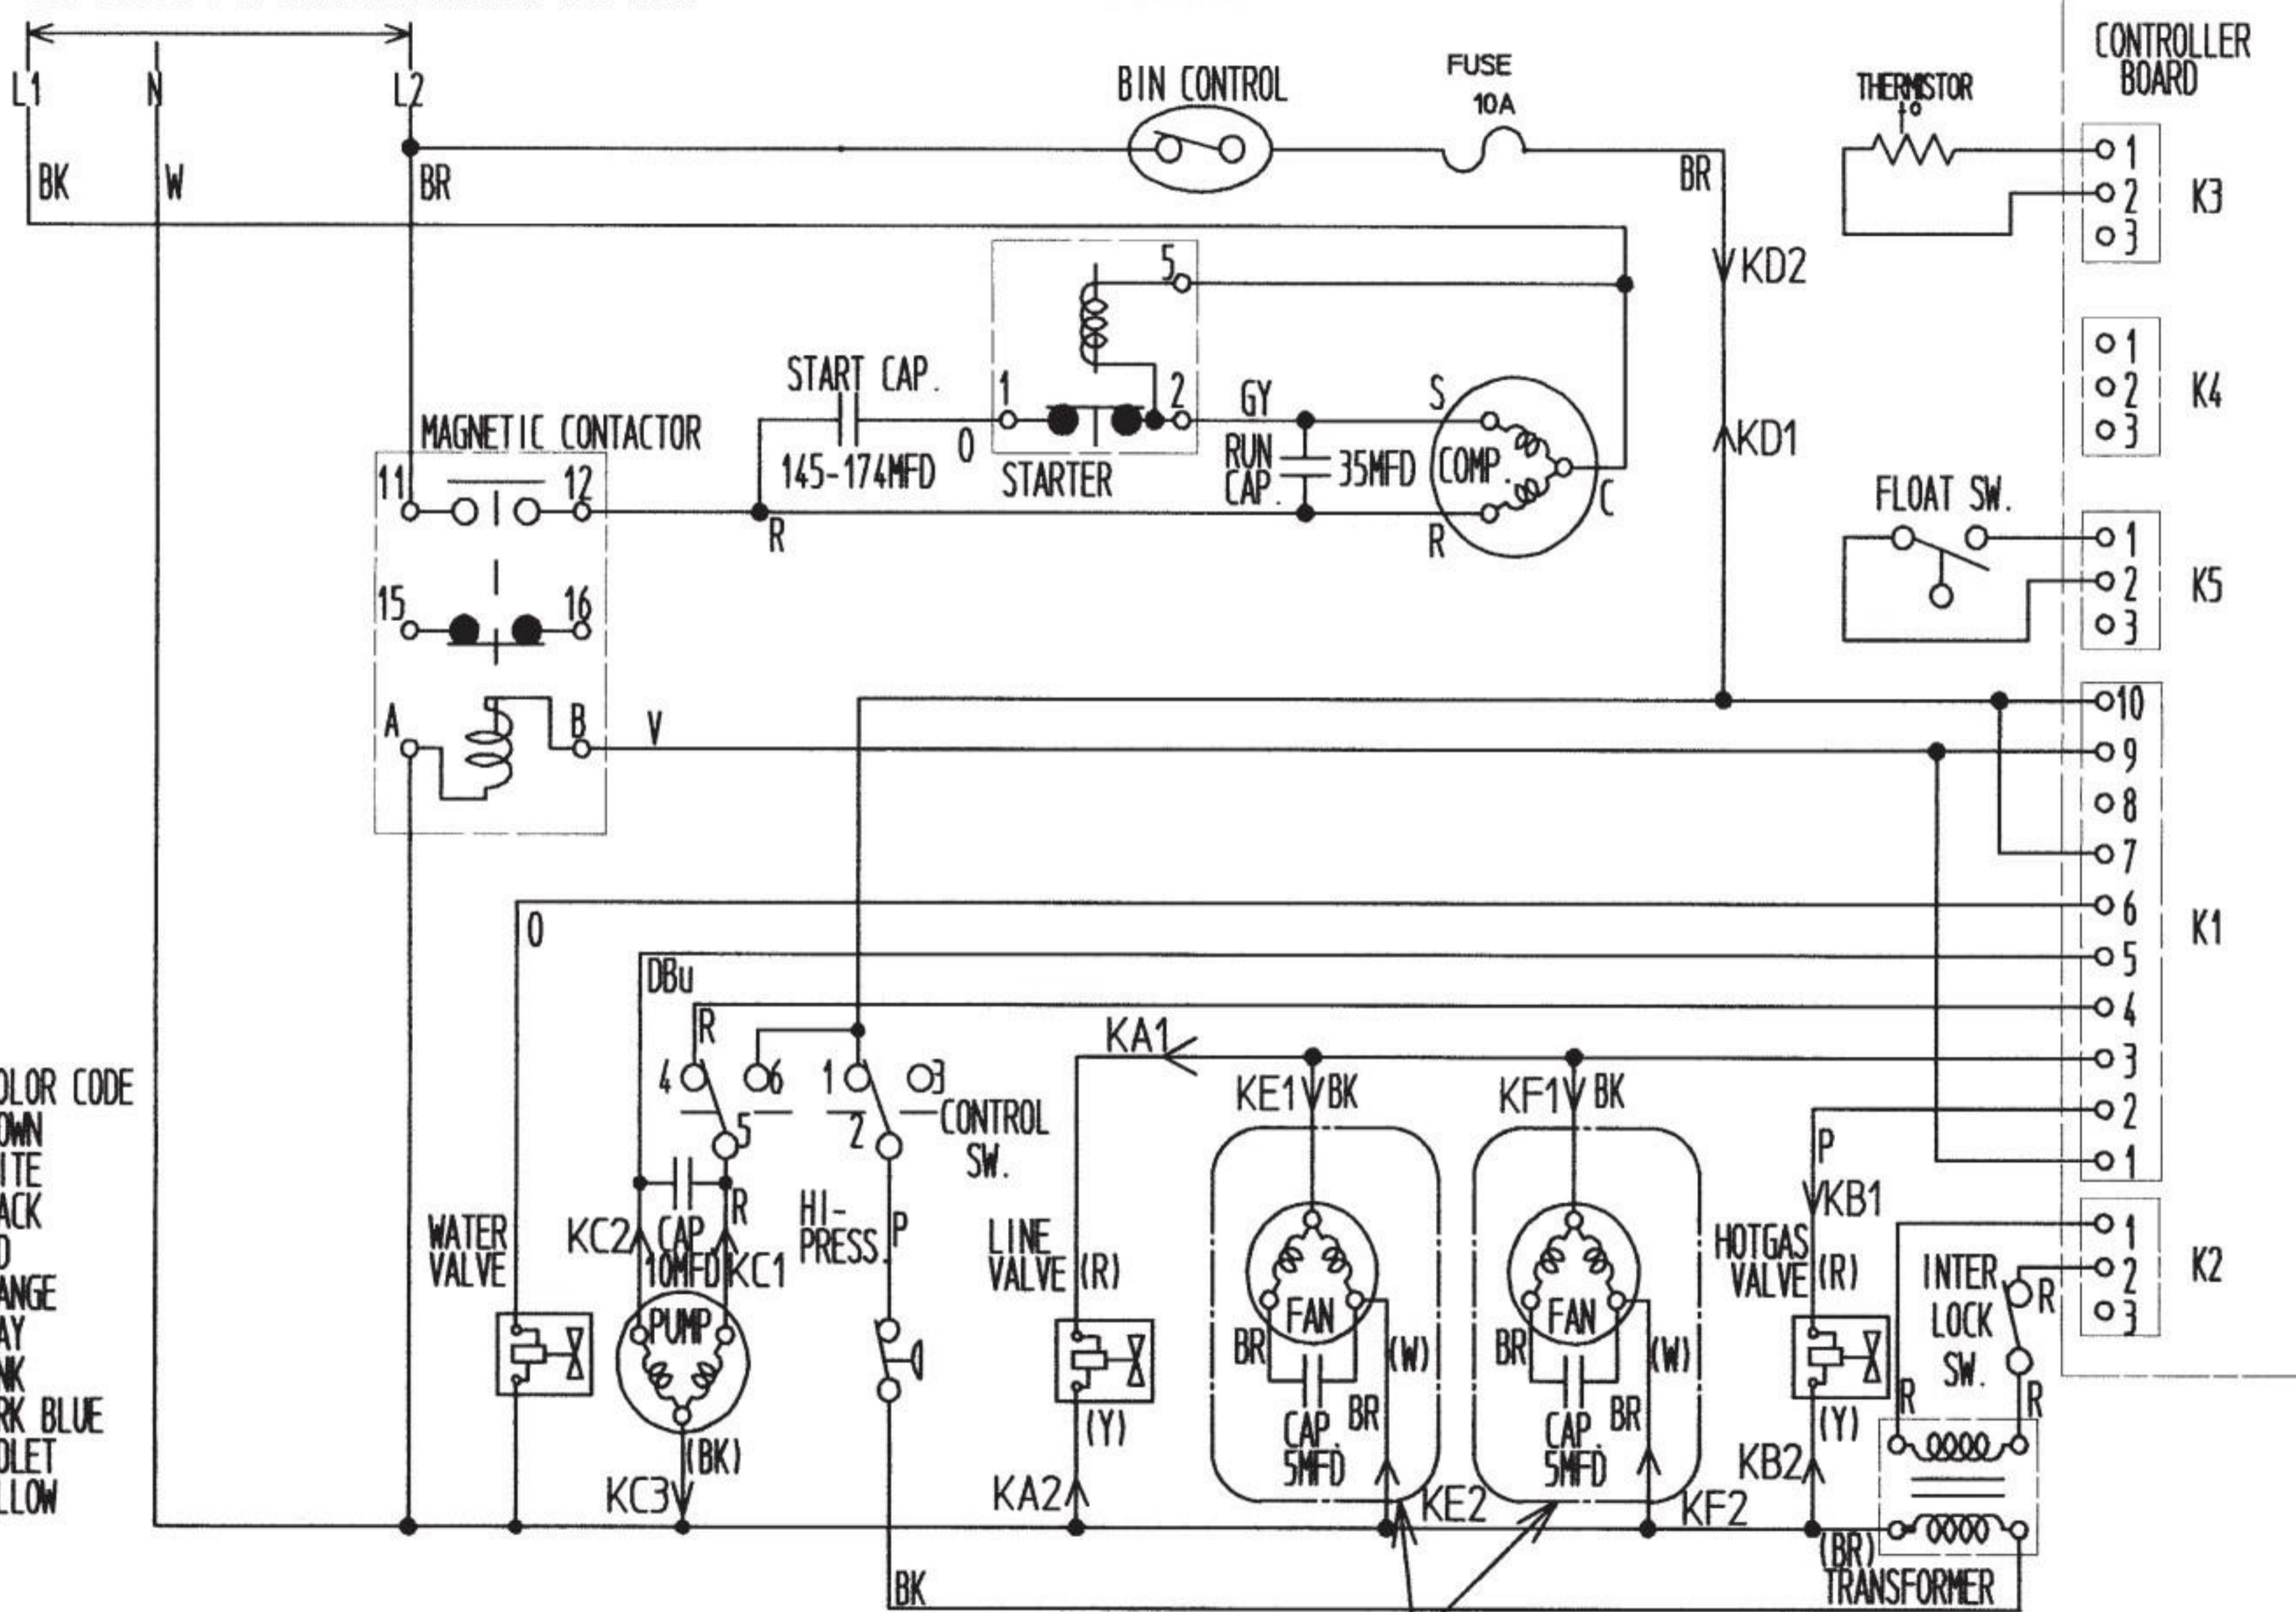 L1
N
L2
BK
W
BR
BIN CONTROL
FUSE
10A
BR
THERMISTOR
t°
CONTROLLER
BOARD
1
2
3
K3
KD2
KD1
1
2
3
K4
START CAP.
145-174MFD
O
5
1
2
STARTER
GY
RUN
CAP.
35MFD
S
COMP.
R
C
MAGNETIC CONTACTOR
11
12
R
15
16
A
B
V
FLOAT SW.
1
2
3
K5
10
9
8
7
6
5
4
3
2
1
K1
O
DBu
R
4
6
1
3
5
2
CONTROL
SW.
KA1
KE1
BK
KF1
BK
P
KB1
OLOR CODE
OWN
ITE
ACK
D
ANGE
AY
NK
RK BLUE
OLET
LLOW
WATER
VALVE
KC2
CAP.
10MFD
R
KC1
PUMP
(BK)
KC3
HI-
PRESS.
P
BK
LINE
VALVE
(R)
(Y)
KA2
FAN
BR
CAP.
5MFD
BR
(W)
KE2
FAN
BR
CAP.
5MFD
BR
(W)
KF2
HOTGAS
VALVE
(R)
(Y)
KB2
INTER
LOCK
SW.
R
R
R
1
2
3
K2
(BR)
TRANSFORMER